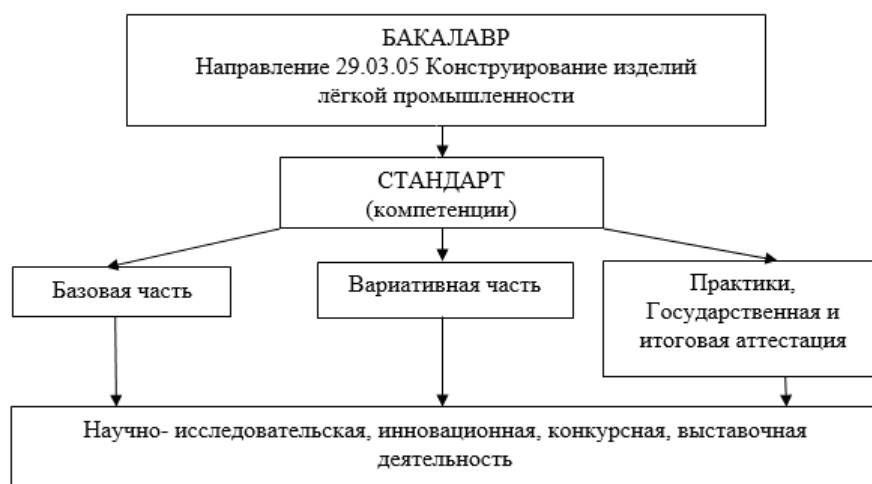 БАКАЛАВР
Направление 29.03.05 Конструирование изделий
лёгкой промышленности
СТАНДАРТ
(компетенции)
Базовая часть
Вариативная часть
Практики,
Государственная и
итоговая аттестация
Научно- исследовательская, инновационная, конкурсная, выставочная
деятельность